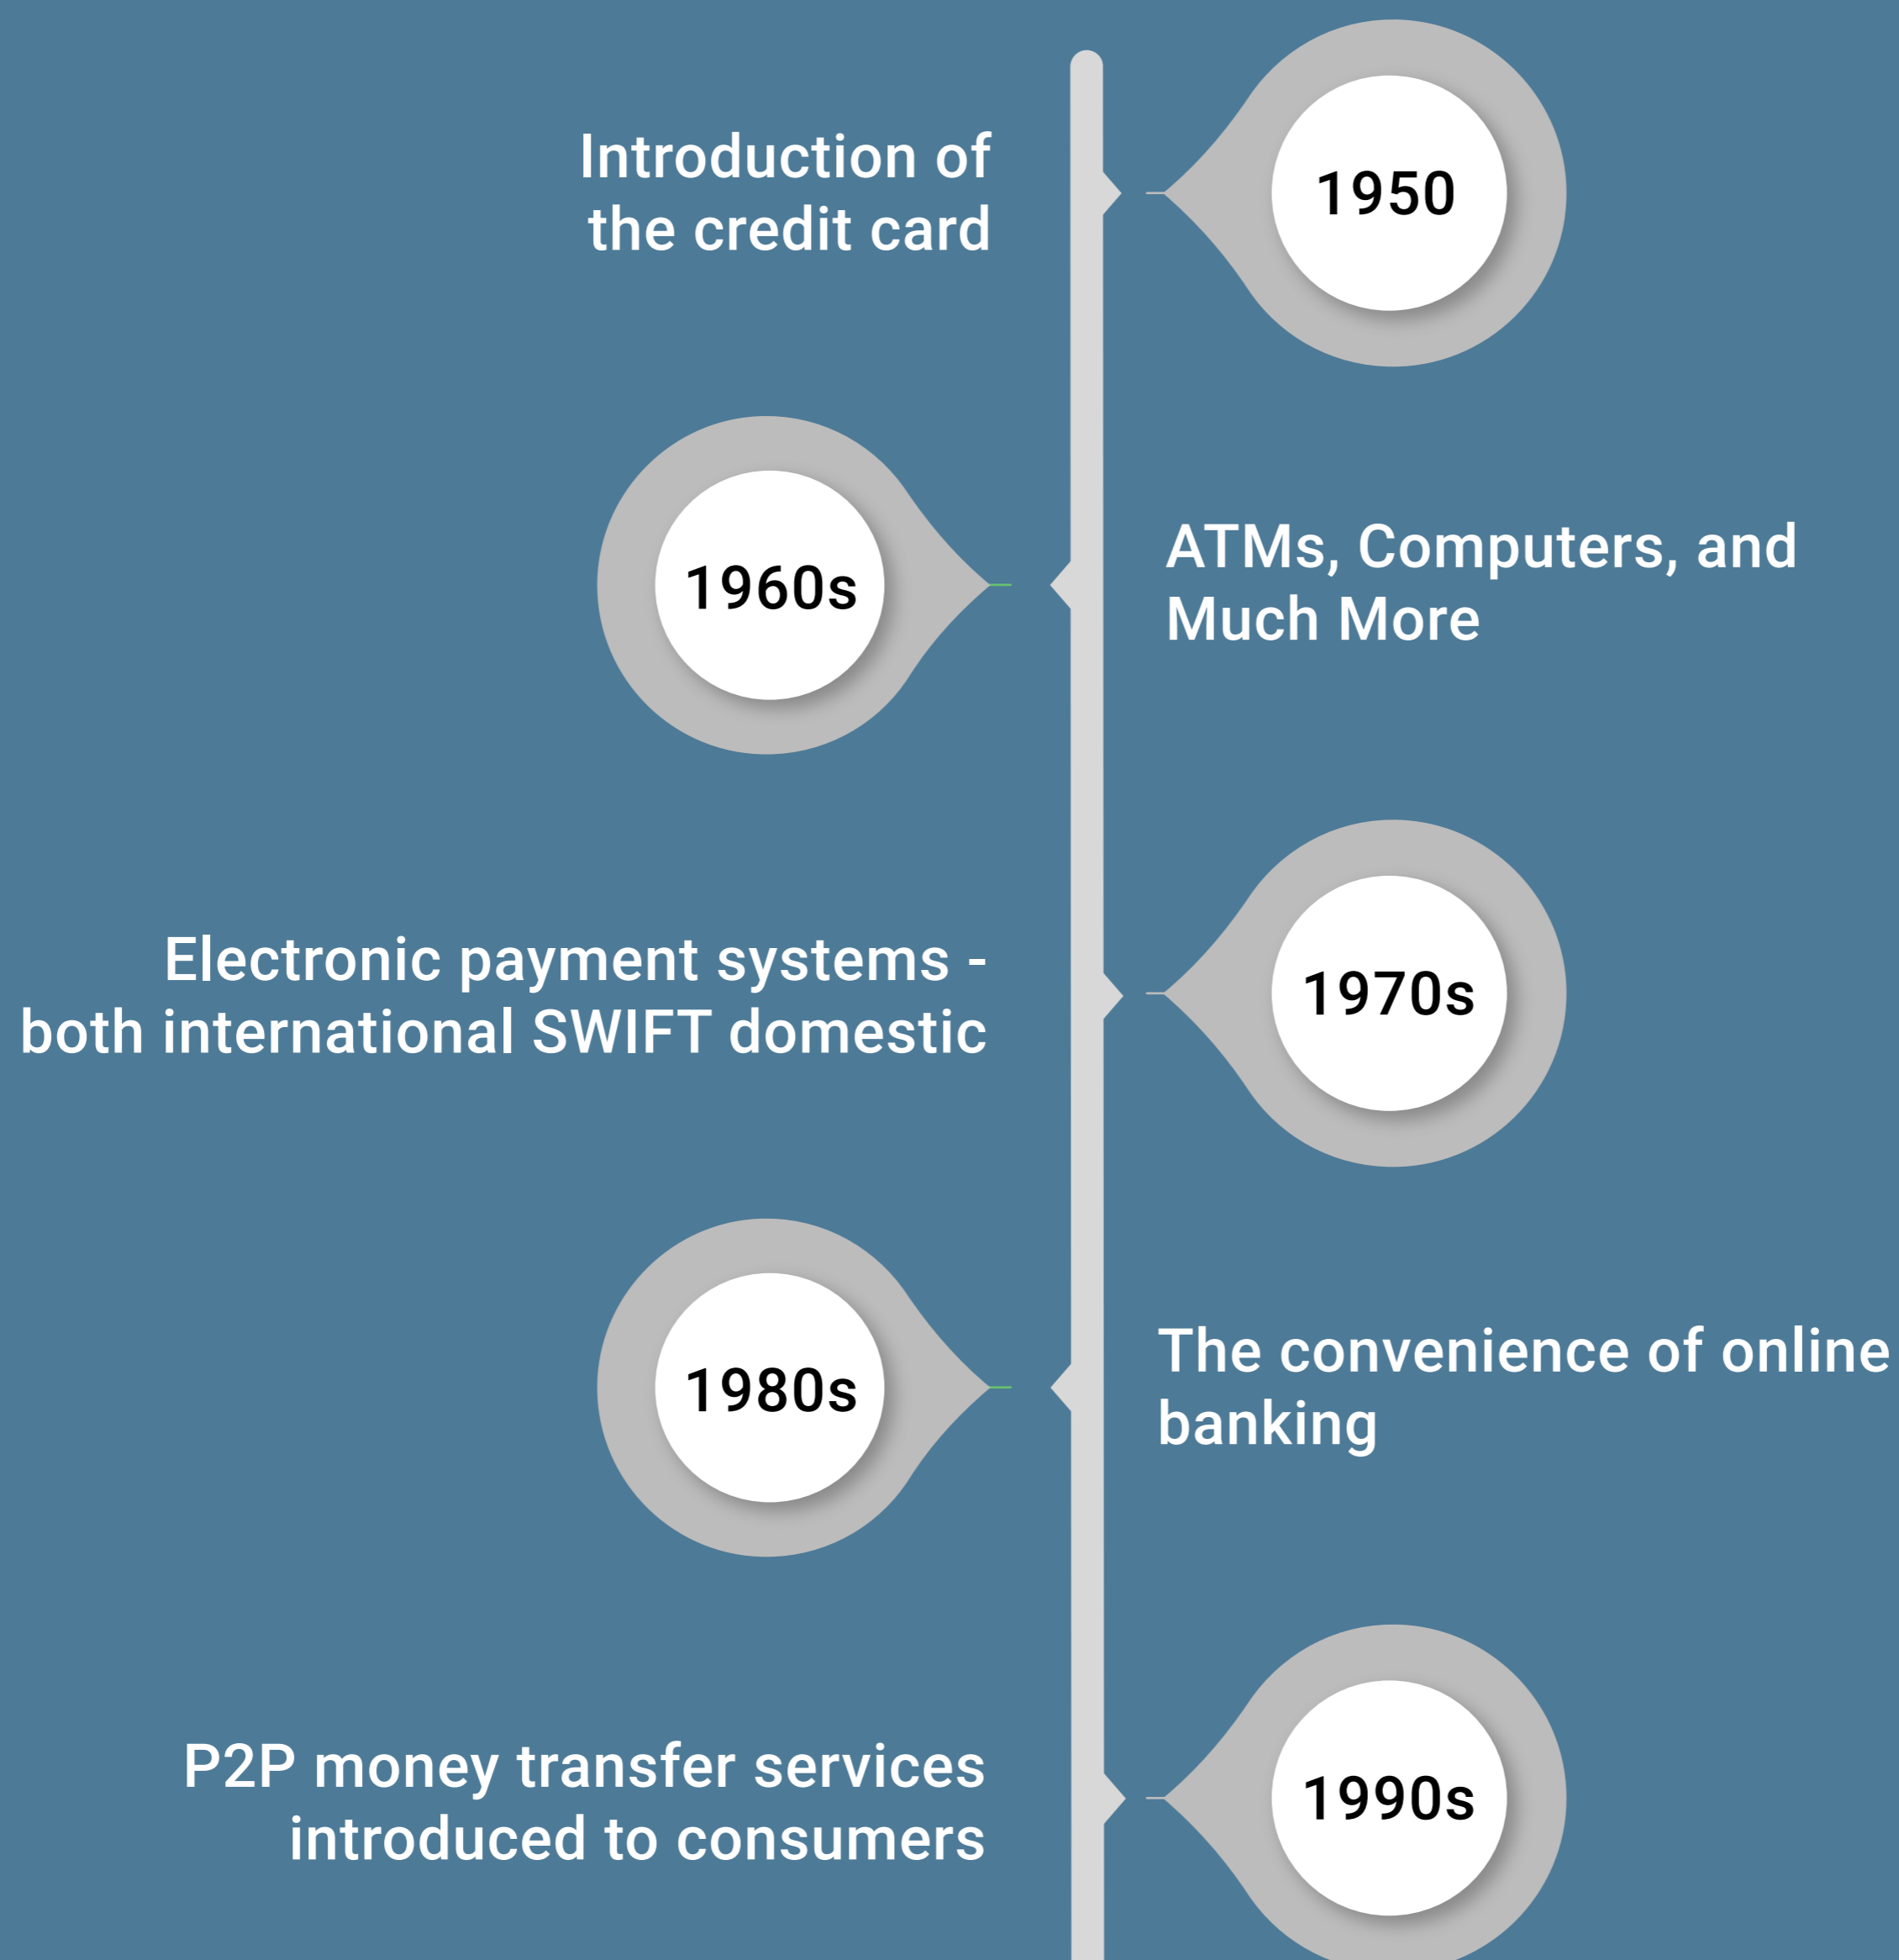 Introduction of
the credit card
1950
1960s
ATMs, Computers, and
Much More
Electronic payment systems -
both international SWIFT domestic
1970s
1980s
The convenience of online
banking
P2P money transfer services
introduced to consumers
1990s